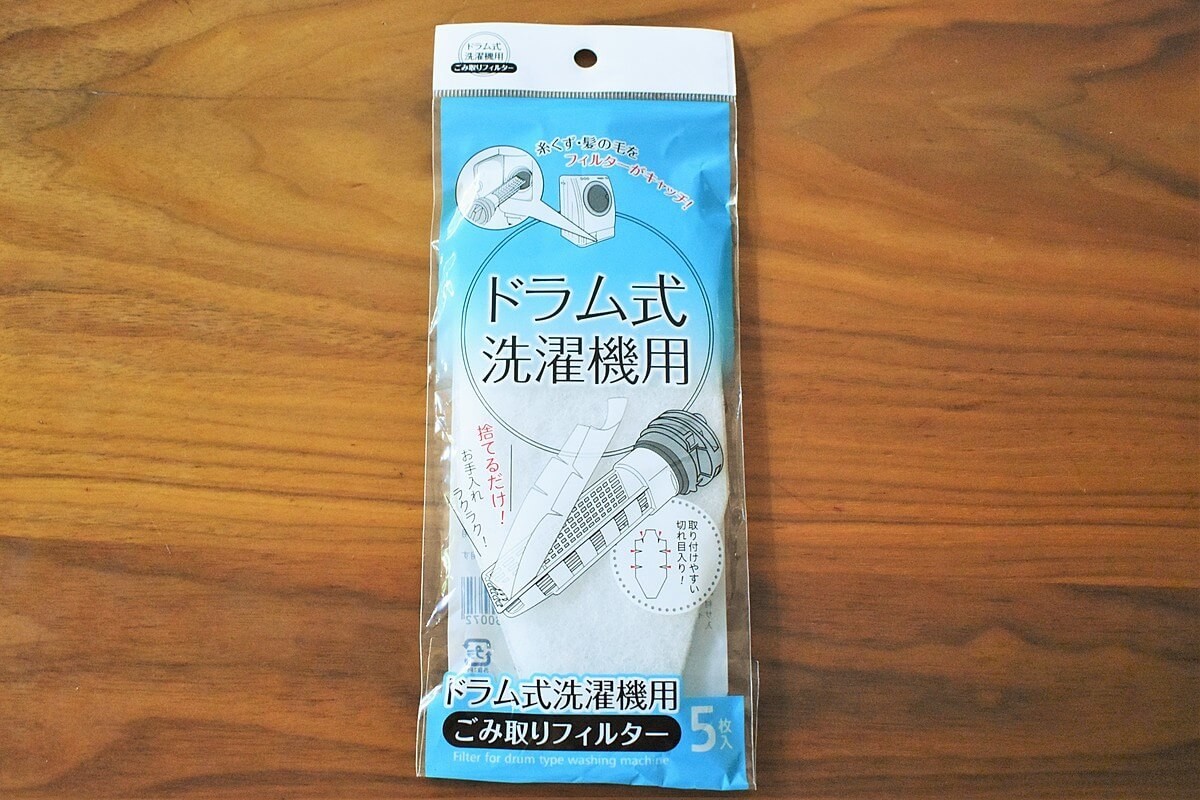 ドラム式
洗濯機用
ごみ取りフィルター
糸くず・髪の毛を
フィルターがキャッチ!
ドラム式
洗濯機用
捨てるだけ!
お手入れ
ラクラク!
取り付けやすい
切れ目入り!
ドラム式洗濯機用
ごみ取りフィルター
Filter for drum type washing machine
5枚入